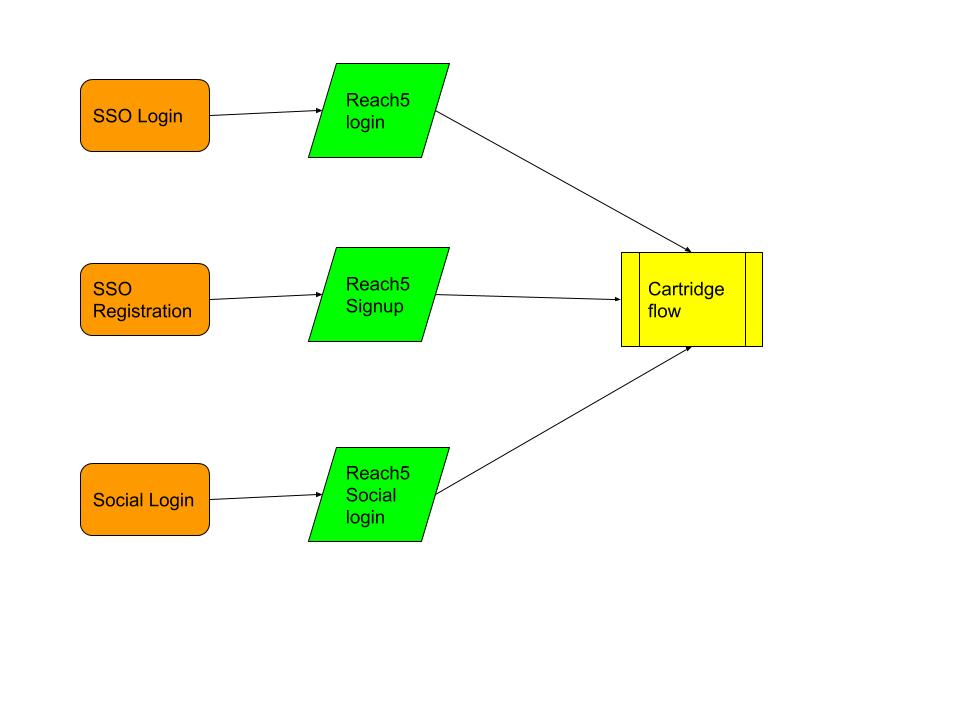 SSO Login
Reach5
login
SSO
Registration
Reach5
Signup
Cartridge
flow
Social Login
Reach5
Social
login